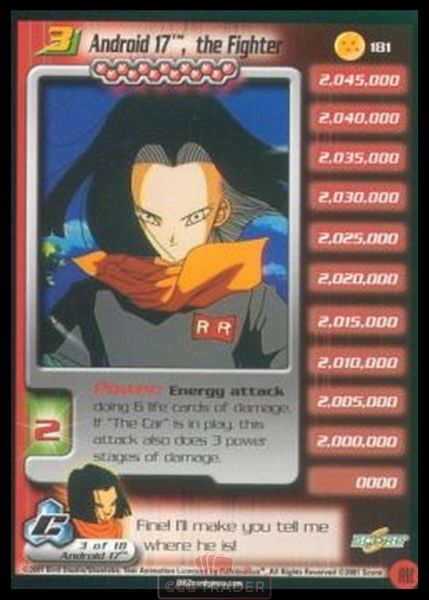 3 Android 17™, the Fighter 181
2,045,000
2,040,000
2,035,000
2,030,000
2,025,000
2,020,000
2,015,000
2,010,000
2,005,000
2,000,000
0000
RR
Power: Energy attack
doing 6 life cards of damage.
If "The Car" is in play, this
attack also does 3 power
stages of damage.
2
Fine! I'll make you tell me
where he is!
3 of 18
Android 17™
SCORE
CCG TRADER